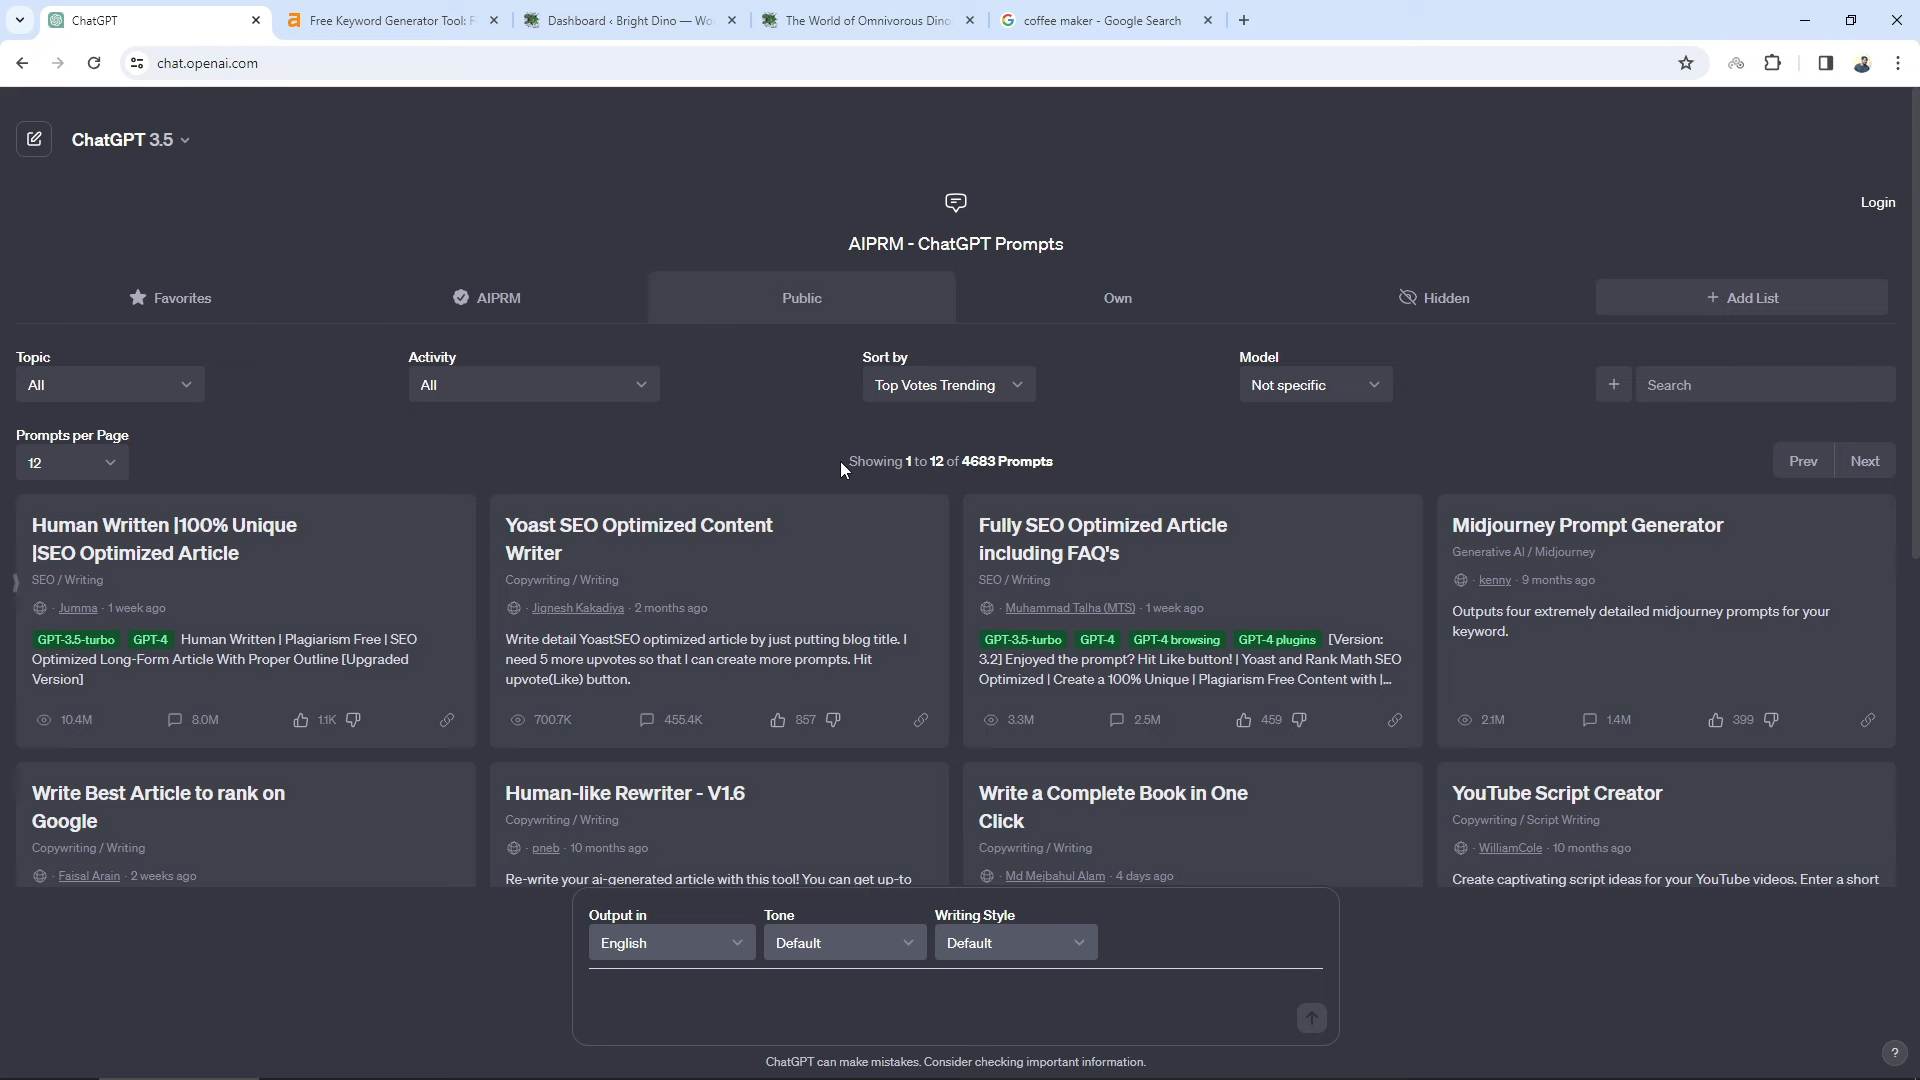 ChatGPT
Free Keyword Generator Tool: F
Dashboard ‹ Bright Dino — Wo
The World of Omnivorous Dino
coffee maker - Google Search
chat.openai.com
ChatGPT 3.5
Login
AIPRM - ChatGPT Prompts
Favorites
AIPRM
Public
Own
Hidden
+ Add List
Topic
Activity
Sort by
Model
All
All
Top Votes Trending
Not specific
+
Search
Prompts per Page
12
Showing 1 to 12 of 4683 Prompts
Prev
Next
Human Written |100% Unique
|SEO Optimized Article
SEO / Writing
· Jumma · 1 week ago
GPT-3.5-turbo GPT-4 Human Written | Plagiarism Free | SEO
Optimized Long-Form Article With Proper Outline [Upgraded
Version]
10.4M
8.0M
1.1K
Yoast SEO Optimized Content
Writer
Copywriting / Writing
· Jignesh Kakadiya · 2 months ago
Write detail YoastSEO optimized article by just putting blog title. I
need 5 more upvotes so that I can create more prompts. Hit
upvote(Like) button.
700.7K
455.4K
857
Fully SEO Optimized Article
including FAQ's
SEO / Writing
· Muhammad Talha (MTS) · 1 week ago
GPT-3.5-turbo GPT-4 GPT-4 browsing GPT-4 plugins [Version:
3.2] Enjoyed the prompt? Hit Like button! | Yoast and Rank Math SEO
Optimized | Create a 100% Unique | Plagiarism Free Content with |...
3.3M
2.5M
459
Midjourney Prompt Generator
Generative AI / Midjourney
· kenny · 9 months ago
Outputs four extremely detailed midjourney prompts for your
keyword.
2.1M
1.4M
399
Write Best Article to rank on
Google
Copywriting / Writing
· Faisal Arain · 2 weeks ago
Human-like Rewriter - V1.6
Copywriting / Writing
· pneb · 10 months ago
Re-write your ai-generated article with this tool! You can get up-to
Write a Complete Book in One
Click
Copywriting / Writing
· Md Mejbahul Alam · 4 days ago
YouTube Script Creator
Copywriting / Script Writing
· WilliamCole · 10 months ago
Create captivating script ideas for your YouTube videos. Enter a short
Output in
Tone
Writing Style
English
Default
Default
ChatGPT can make mistakes. Consider checking important information.
?